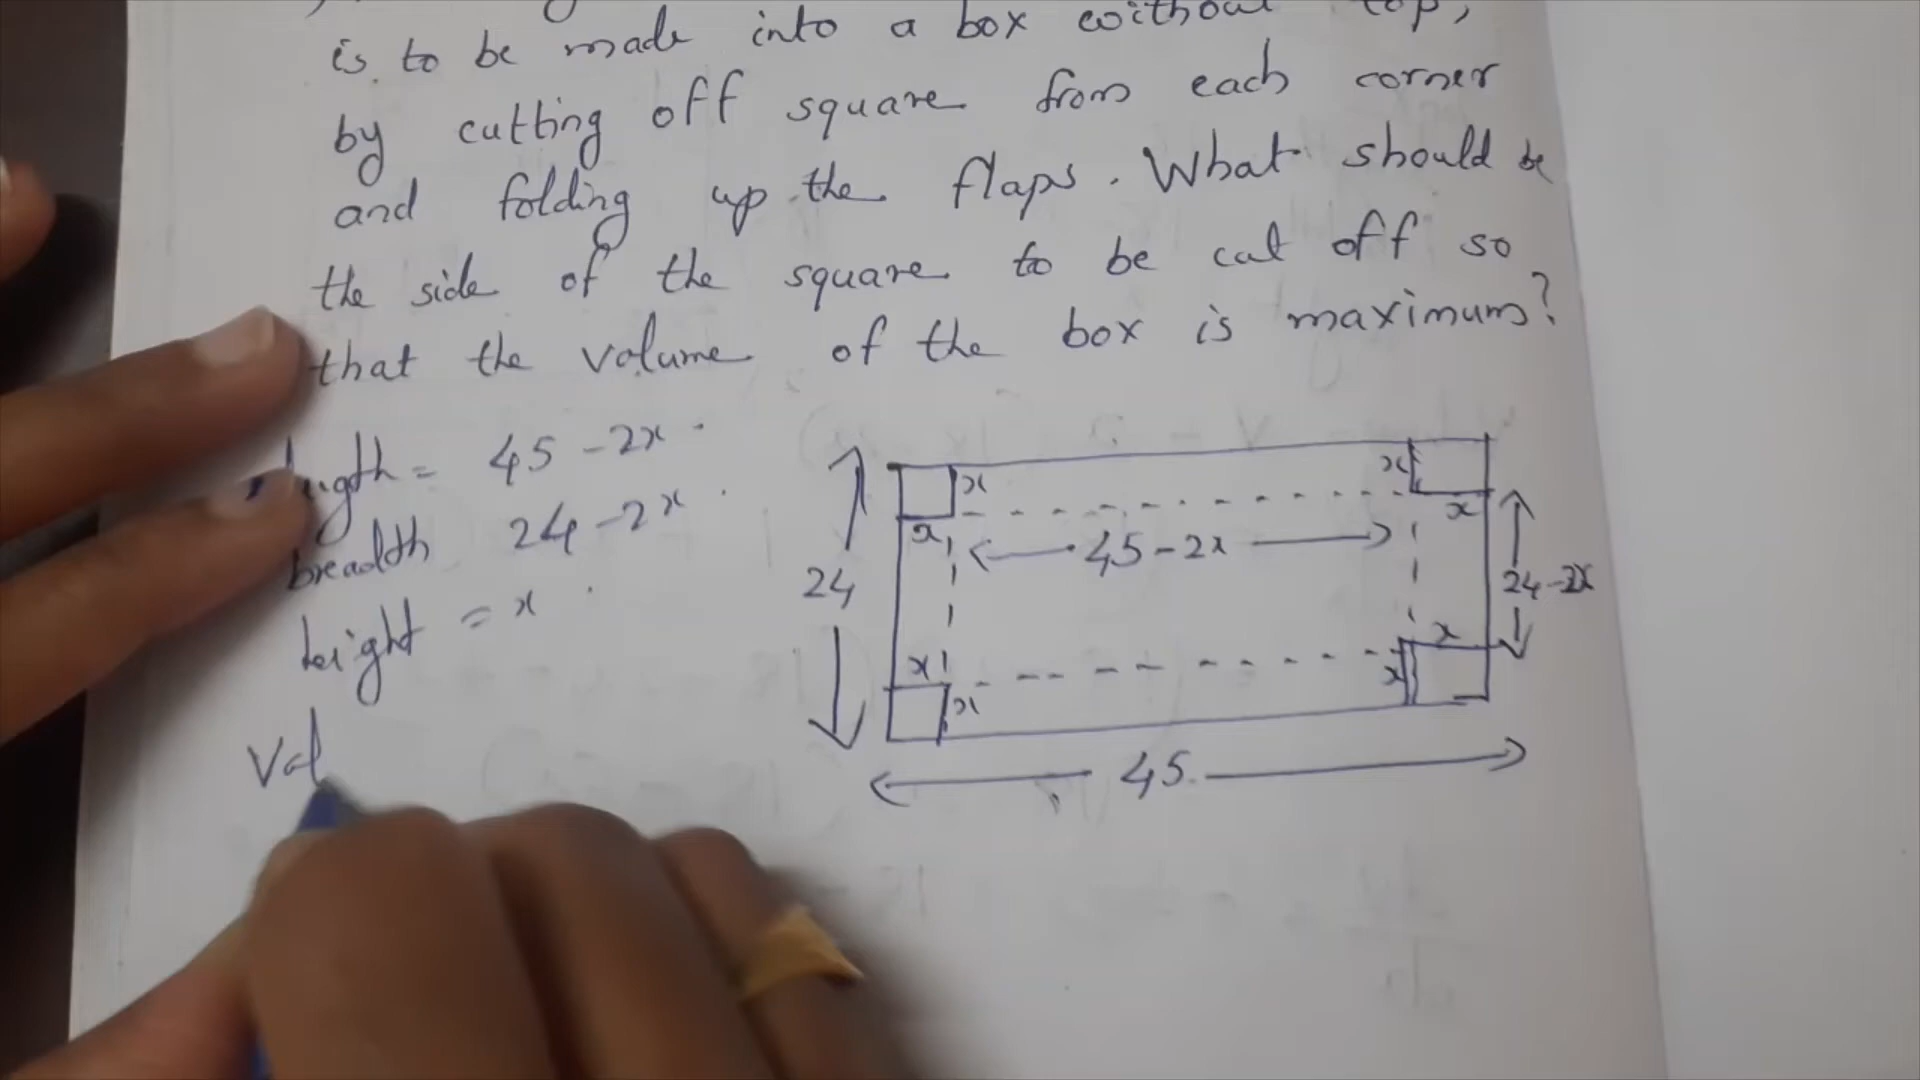 is to be made into a box without top,
by cutting off square from each corner
and folding up the flaps. What should be
the side of the square to be cut off so
that the volume of the box is maximum?
length = 45 - 2x
breadth 24 - 2x
height = x
Vol
x
x
x
x
45 - 2x
24
24 - 2x
x
x
x
x
45